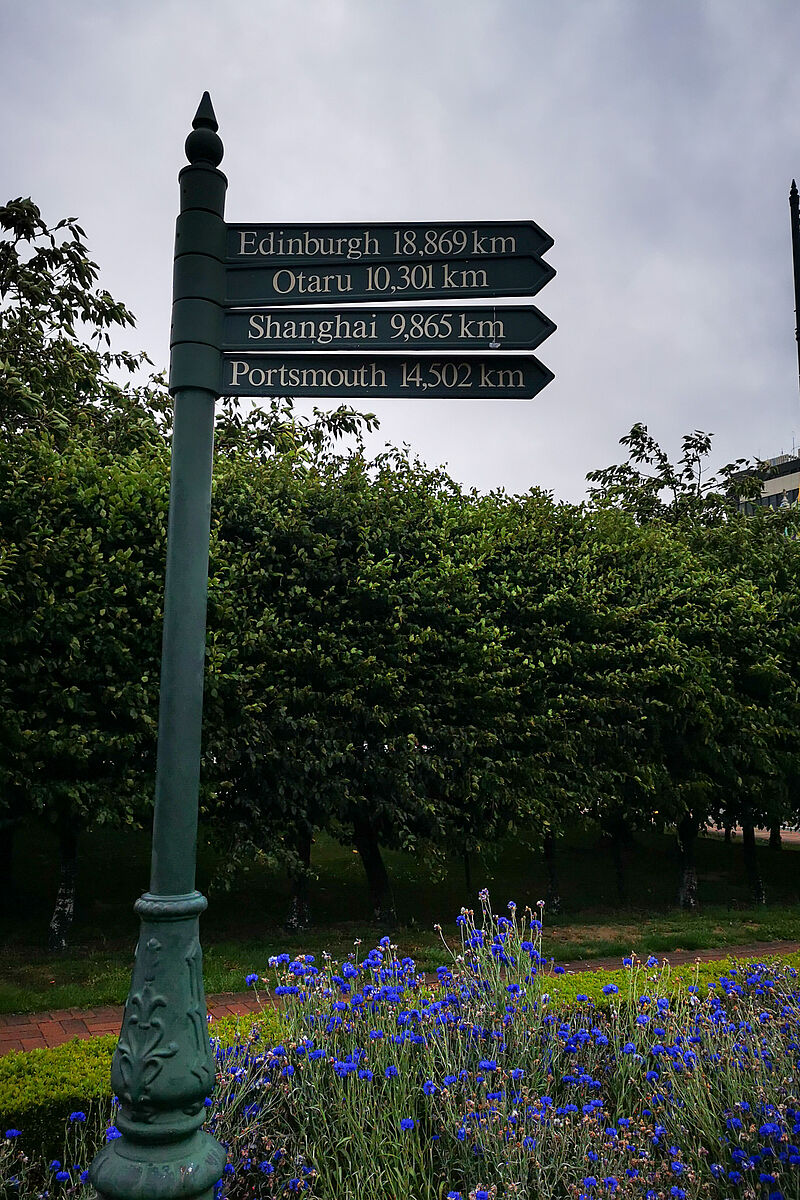 Edinburgh 18,869 km
Otaru 10,301 km
Shanghai 9,865 km
Portsmouth 14,502 km